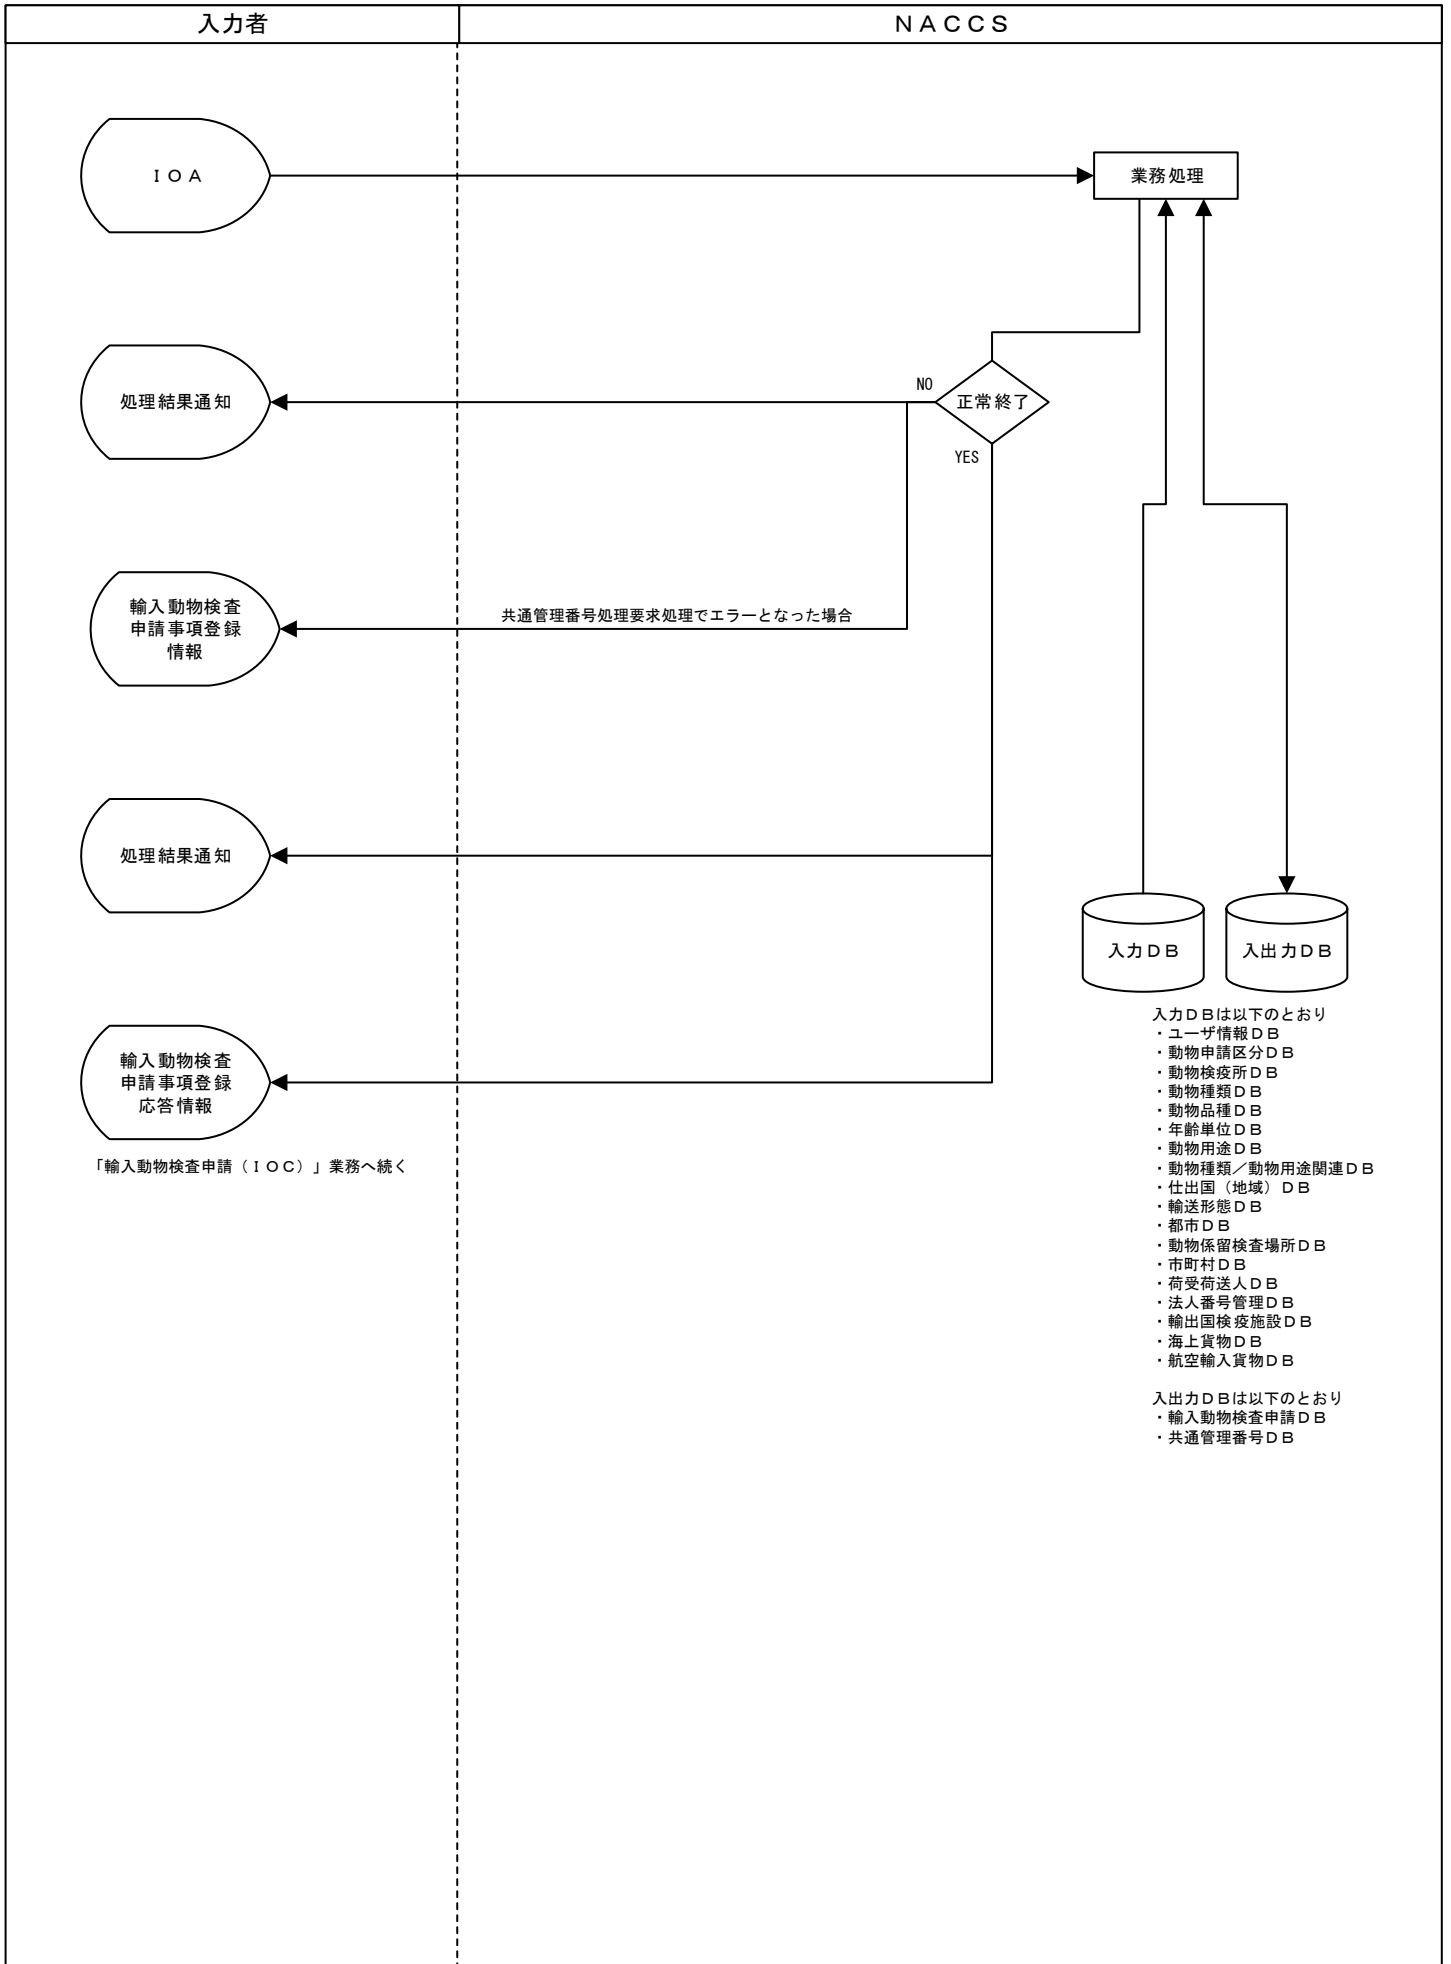 入力者
ＮＡＣＣＳ
ＩＯＡ
業務処理
処理結果通知
NO
正常終了
YES
輸入動物検査
申請事項登録
情報
共通管理番号処理要求処理でエラーとなった場合
処理結果通知
入力ＤＢ
入出力ＤＢ
輸入動物検査
申請事項登録
応答情報
「輸入動物検査申請（ＩＯＣ）」業務へ続く
入力ＤＢは以下のとおり
・ユーザ情報ＤＢ
・動物申請区分ＤＢ
・動物検疫所ＤＢ
・動物種類ＤＢ
・動物品種ＤＢ
・年齢単位ＤＢ
・動物用途ＤＢ
・動物種類／動物用途関連ＤＢ
・仕出国（地域）ＤＢ
・輸送形態ＤＢ
・都市ＤＢ
・動物係留検査場所ＤＢ
・市町村ＤＢ
・荷受荷送人ＤＢ
・法人番号管理ＤＢ
・輸出国検疫施設ＤＢ
・海上貨物ＤＢ
・航空輸入貨物ＤＢ
入出力ＤＢは以下のとおり
・輸入動物検査申請ＤＢ
・共通管理番号ＤＢ